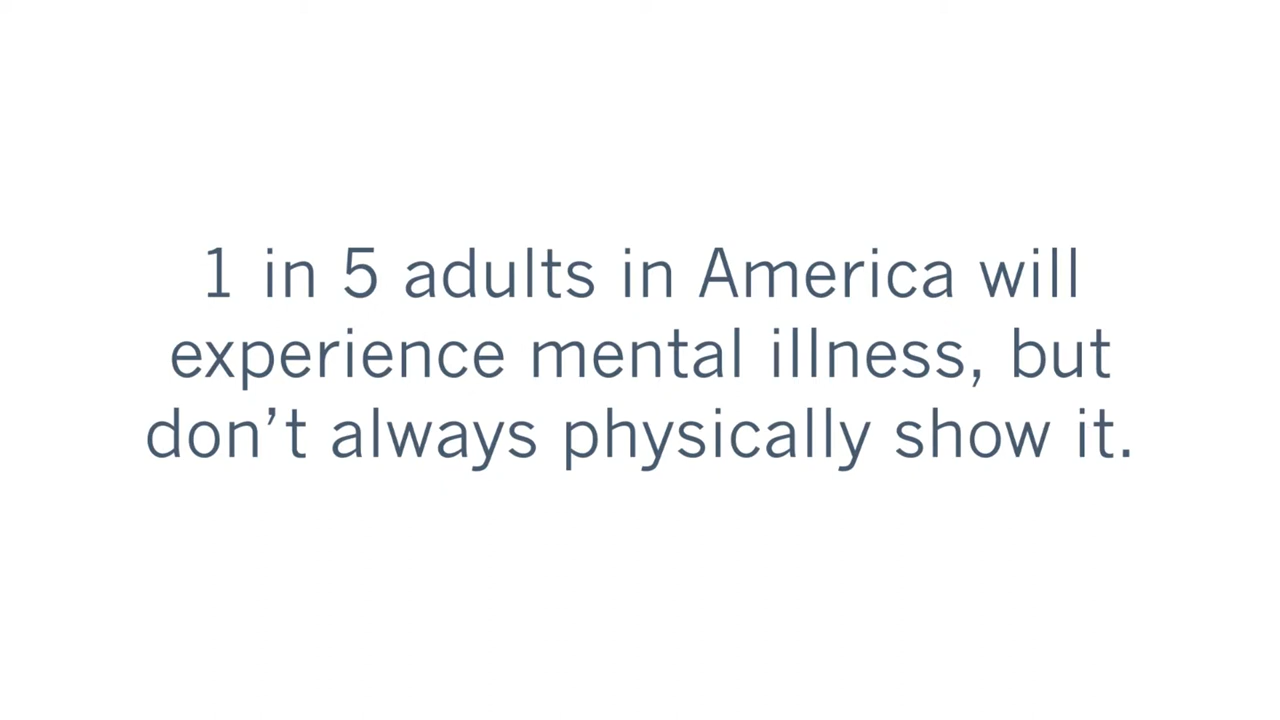 1 in 5 adults in America will
experience mental illness, but
don’t always physically show it.